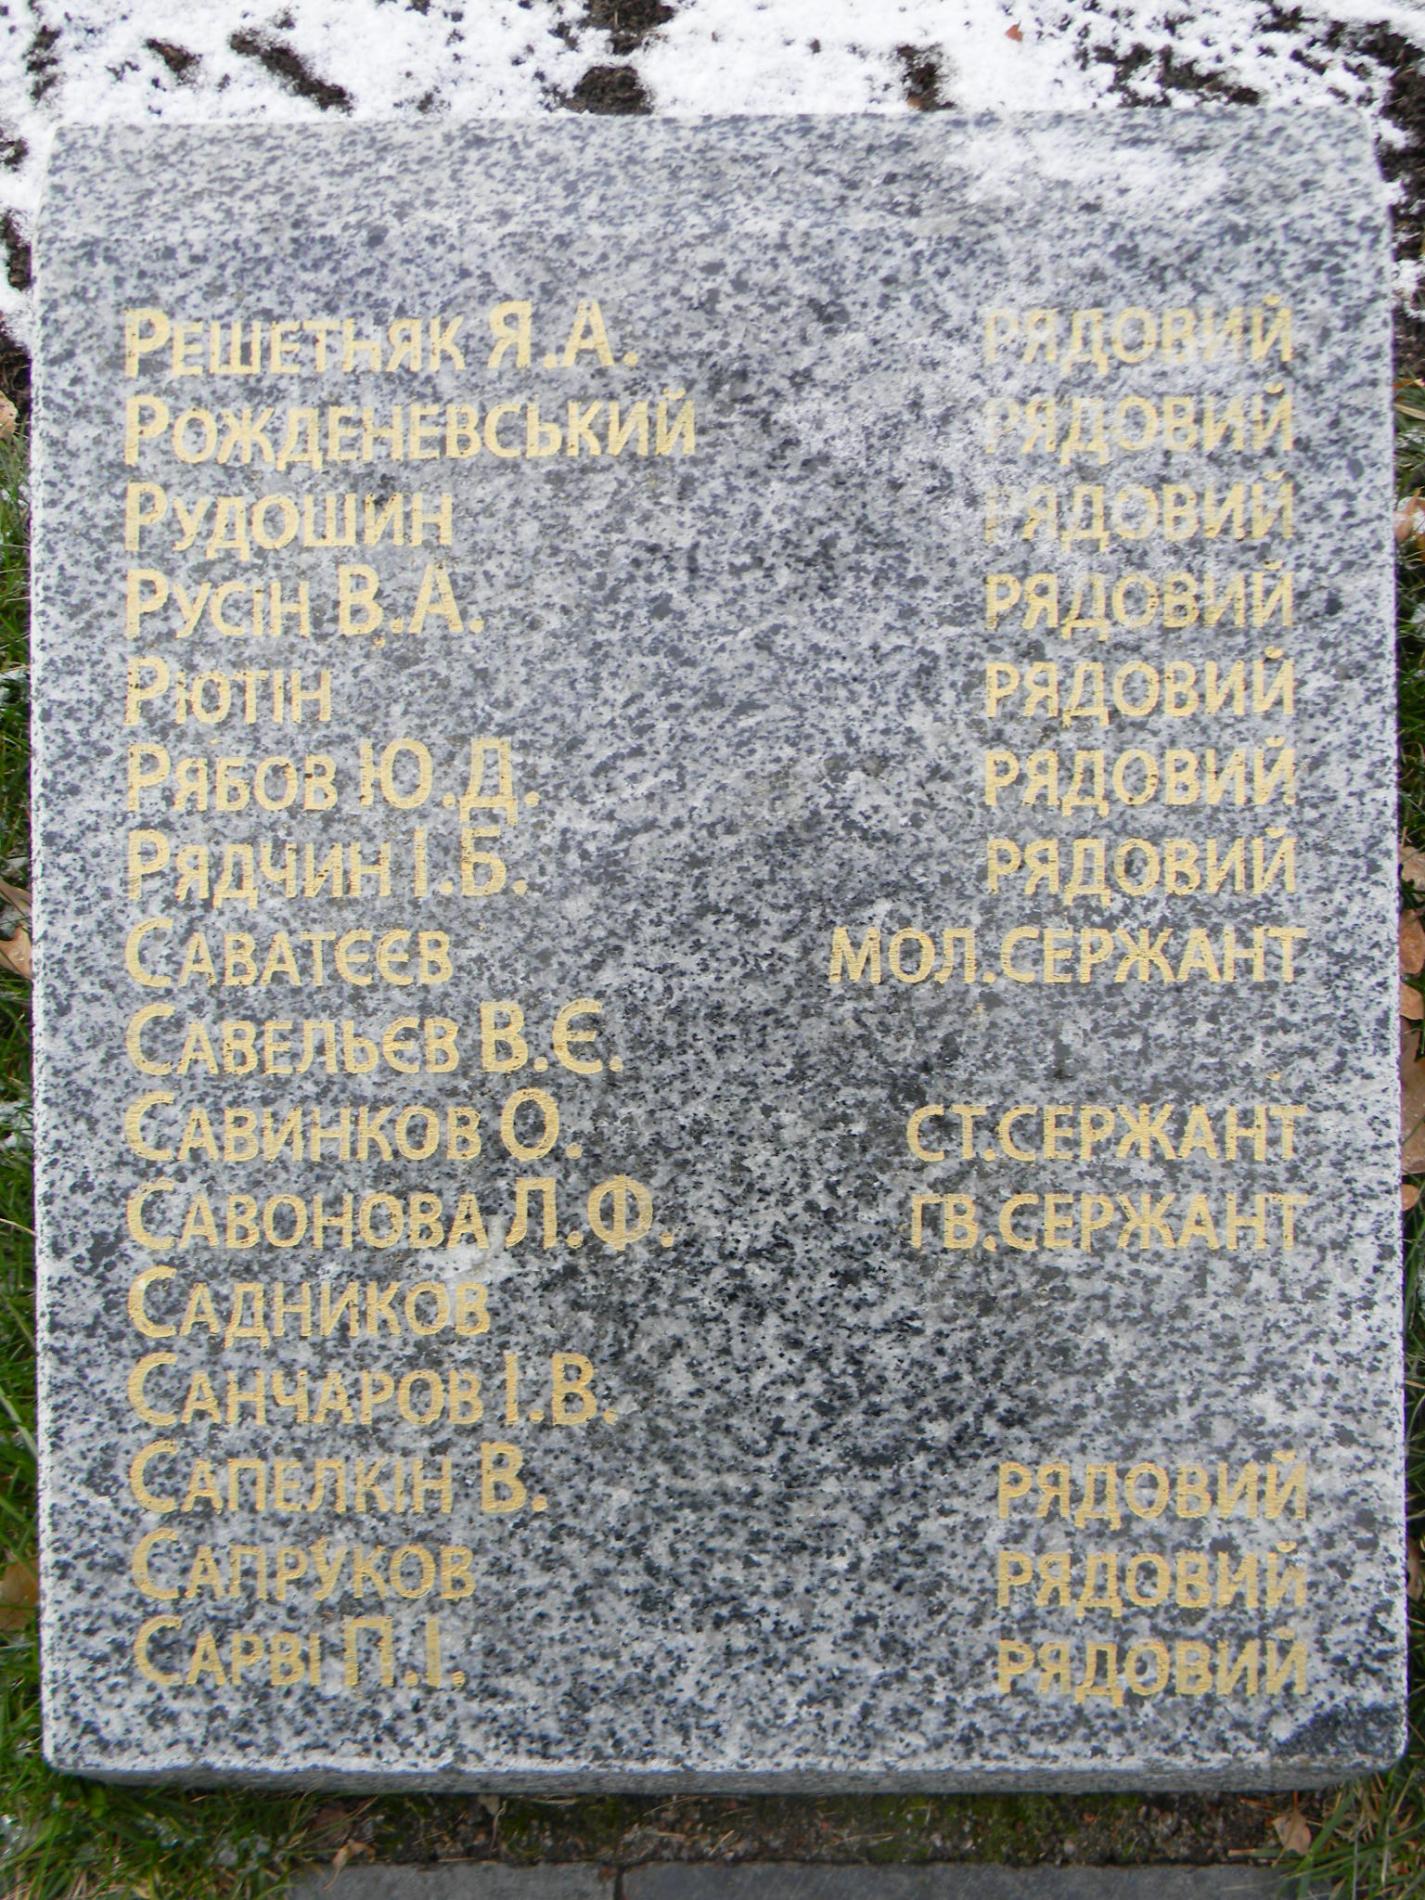 РЕШЕТНЯК Я.А. РЯДОВИЙ
РОЖДЕНЕВСЬКИЙ РЯДОВИЙ
РУДОШИН РЯДОВИЙ
РУСІН В.А. РЯДОВИЙ
РЮТІН РЯДОВИЙ
РЯБОВ Ю.Д. РЯДОВИЙ
РЯДЧИН І.Б. РЯДОВИЙ
САВАТЄЄВ МОЛ.СЕРЖАНТ
САВЕЛЬЄВ В.Є.
САВИНКОВ О. СТ.СЕРЖАНТ
САВОНОВА Л.Ф. ГВ.СЕРЖАНТ
САДНИКОВ
САНЧАРОВ І.В.
САПЕЛКІН В. РЯДОВИЙ
САПРУКОВ РЯДОВИЙ
САРВІ П.І. РЯДОВИЙ